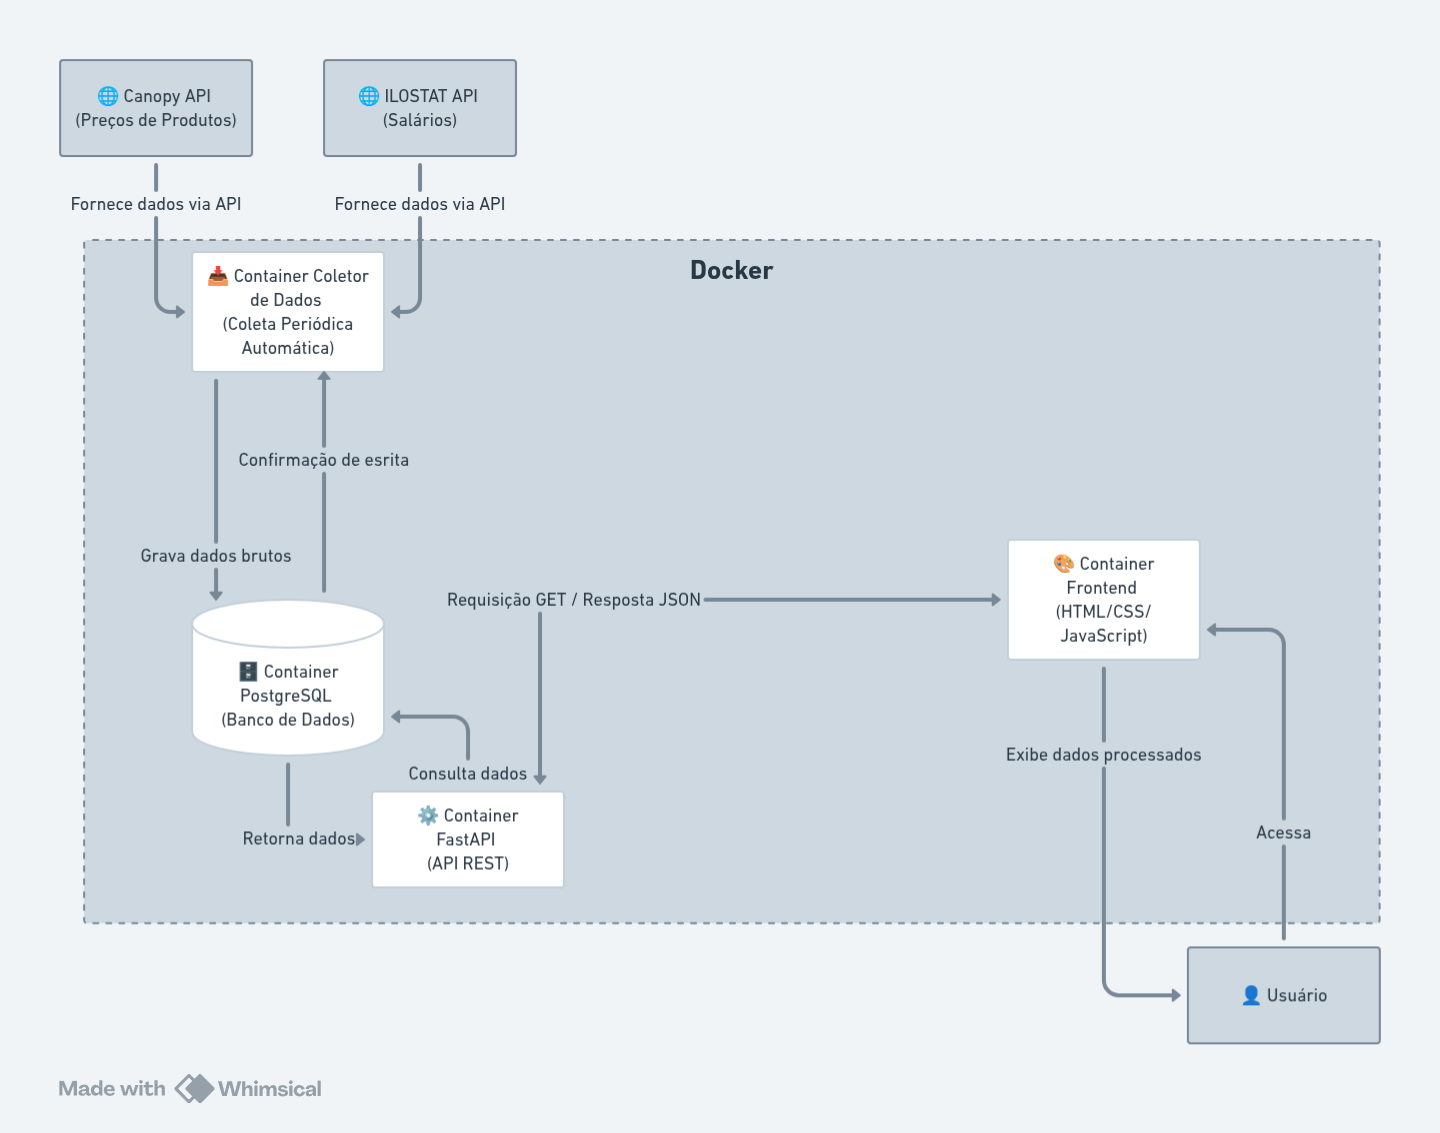 🌐 Canopy API
(Preços de Produtos)
🌐 ILOSTAT API
(Salários)
Fornece dados via API
Fornece dados via API
Docker
📥 Container Coletor
de Dados
(Coleta Periódica
Automática)
Confirmação de esrita
Grava dados brutos
Requisição GET / Resposta JSON
🎨 Container
Frontend
(HTML/CSS/
JavaScript)
🗄️ Container
PostgreSQL
(Banco de Dados)
Consulta dados
Exibe dados processados
Retorna dados
⚙️ Container
FastAPI
(API REST)
Acessa
👤 Usuário
Made with Whimsical